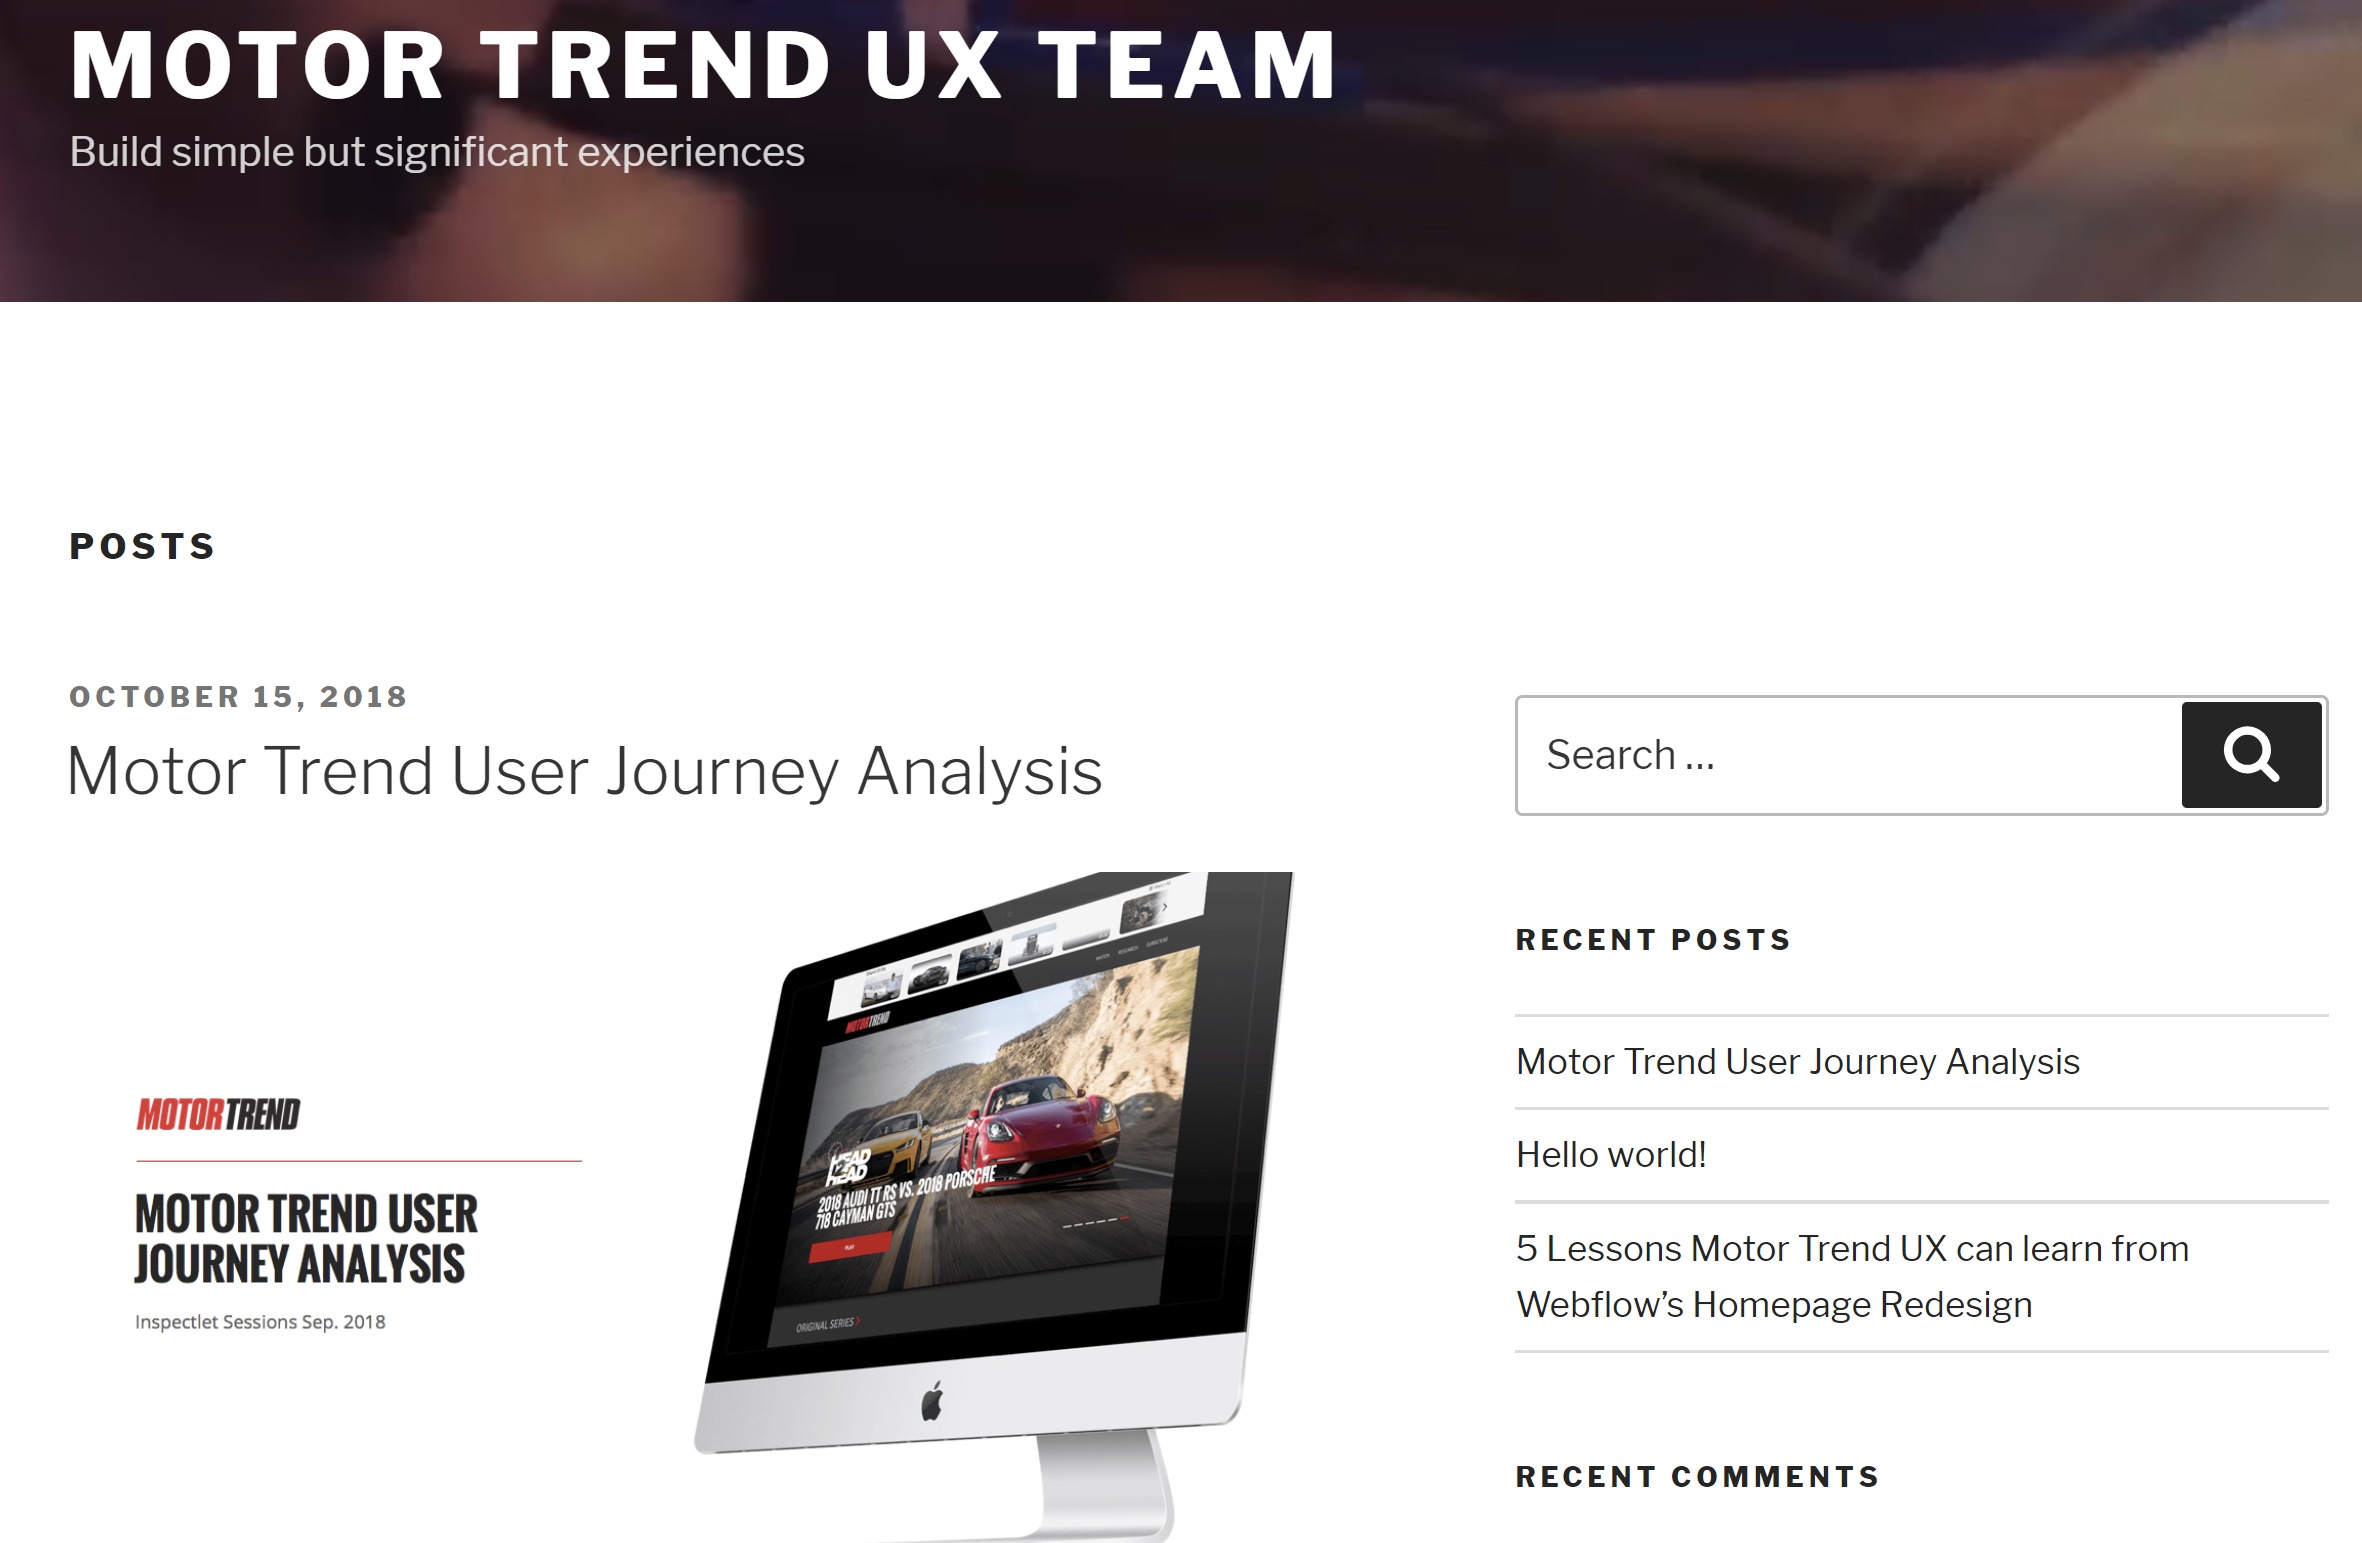 MOTOR TREND UX TEAM
Build simple but significant experiences
POSTS
OCTOBER 15, 2018
Motor Trend User Journey Analysis
MOTORTREND
MOTOR TREND USER
JOURNEY ANALYSIS
Inspectlet Sessions Sep. 2018
WATCH RESEARCH SUBSCRIBE
MOTORTREND
HEAD
2
HEAD
2018 AUDI TT RS VS. 2018 PORSCHE
718 CAYMAN GTS
PLAY
ORIGINAL SERIES >
Search ...
RECENT POSTS
Motor Trend User Journey Analysis
Hello world!
5 Lessons Motor Trend UX can learn from
Webflow’s Homepage Redesign
RECENT COMMENTS